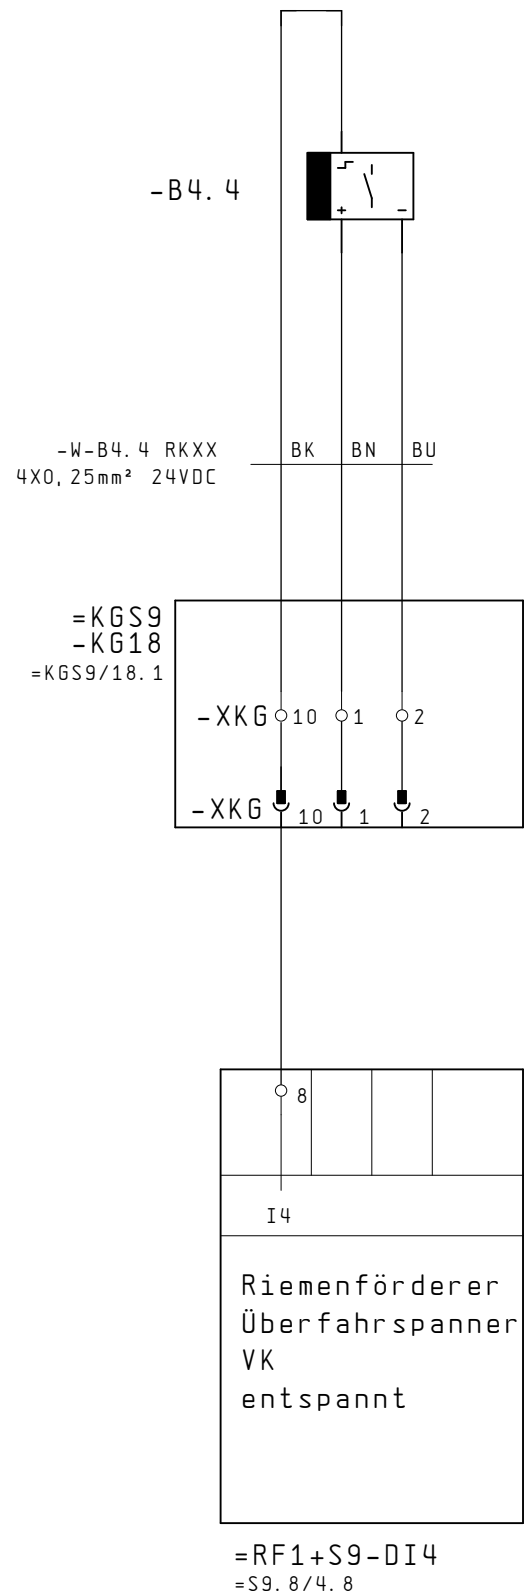 -B4.4
+ -
-W-B4.4 RKXX
4X0,25mm² 24VDC
BK BN BU
=KGS9
-KG18
=KGS9/18.1
-XKG 10 1 2
-XKG 10 1 2
8
I4
Riemenförderer
Überfahrspanner
VK
entspannt
=RF1+S9-DI4
=S9.8/4.8